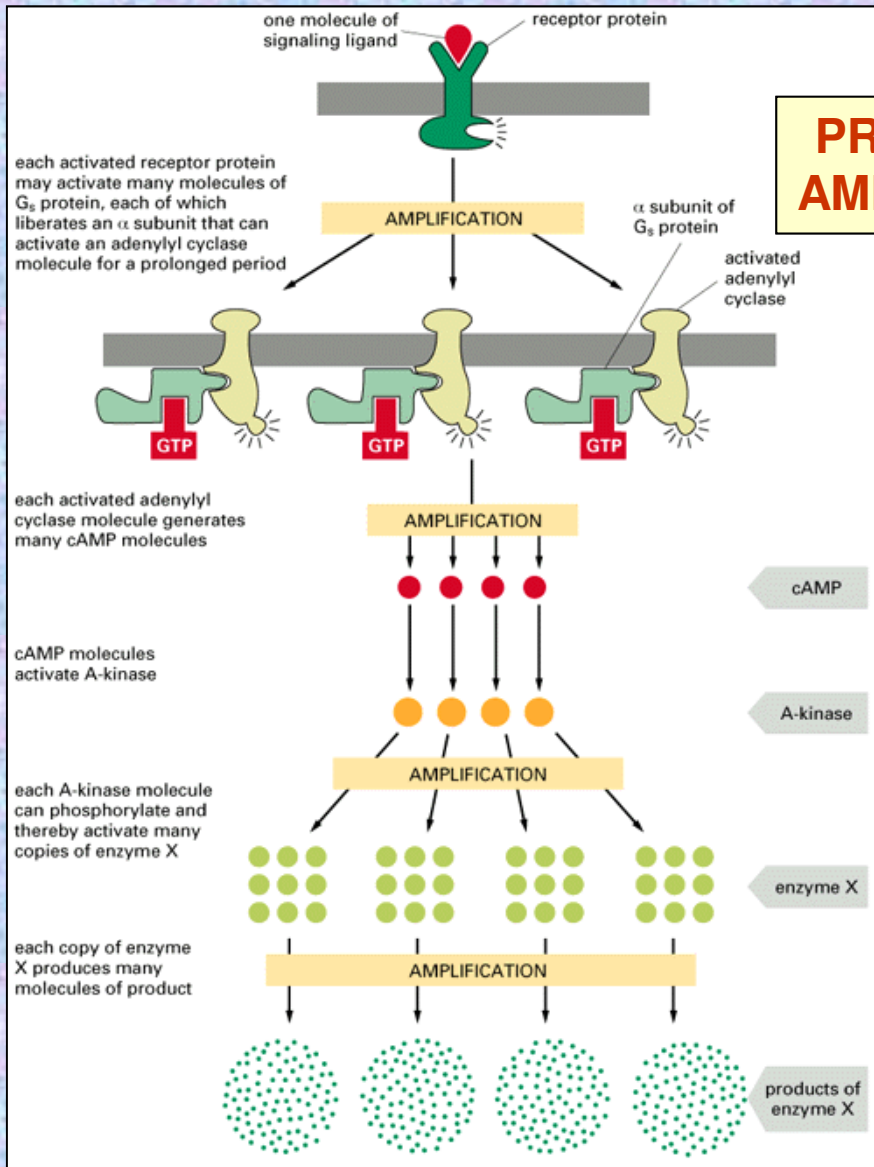 one molecule of
signaling ligand
receptor protein
PR
AM
each activated receptor protein
may activate many molecules of
Gs protein, each of which
liberates an α subunit that can
activate an adenylyl cyclase
molecule for a prolonged period
AMPLIFICATION
α subunit of
Gs protein
activated
adenylyl
cyclase
GTP
GTP
GTP
each activated adenylyl
cyclase molecule generates
many cAMP molecules
AMPLIFICATION
cAMP
cAMP molecules
activate A-kinase
A-kinase
AMPLIFICATION
each A-kinase molecule
can phosphorylate and
thereby activate many
copies of enzyme X
enzyme X
each copy of enzyme
X produces many
molecules of product
AMPLIFICATION
products of
enzyme X